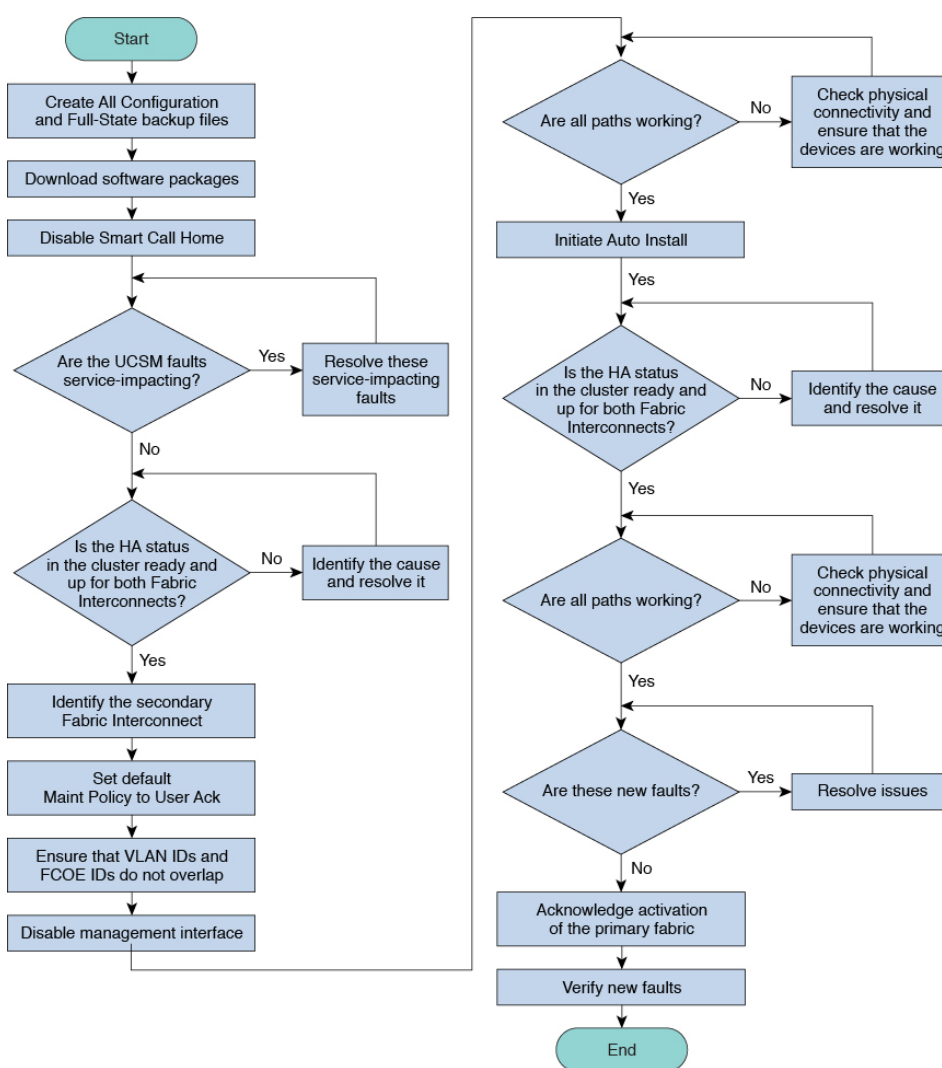 Start
Create All Configuration
and Full-State backup files
Download software packages
Disable Smart Call Home
Are the UCSM faults
service-impacting?
Yes
Resolve these
service-impacting
faults
No
Is the HA status
in the cluster ready and
up for both Fabric
Interconnects?
No
Identify the cause
and resolve it
Yes
Identify the secondary
Fabric Interconnect
Set default
Maint Policy to User Ack
Ensure that VLAN IDs and
FCOE IDs do not overlap
Disable management interface
Are all paths working?
No
Check physical
connectivity and
ensure that the
devices are working
Yes
Initiate Auto Install
Yes
Is the HA status
in the cluster ready and
up for both Fabric
Interconnects?
No
Identify the cause
and resolve it
Yes
Are all paths working?
No
Check physical
connectivity and
ensure that the
devices are working
Yes
Are these new faults?
Yes
Resolve issues
No
Acknowledge activation
of the primary fabric
Verify new faults
End